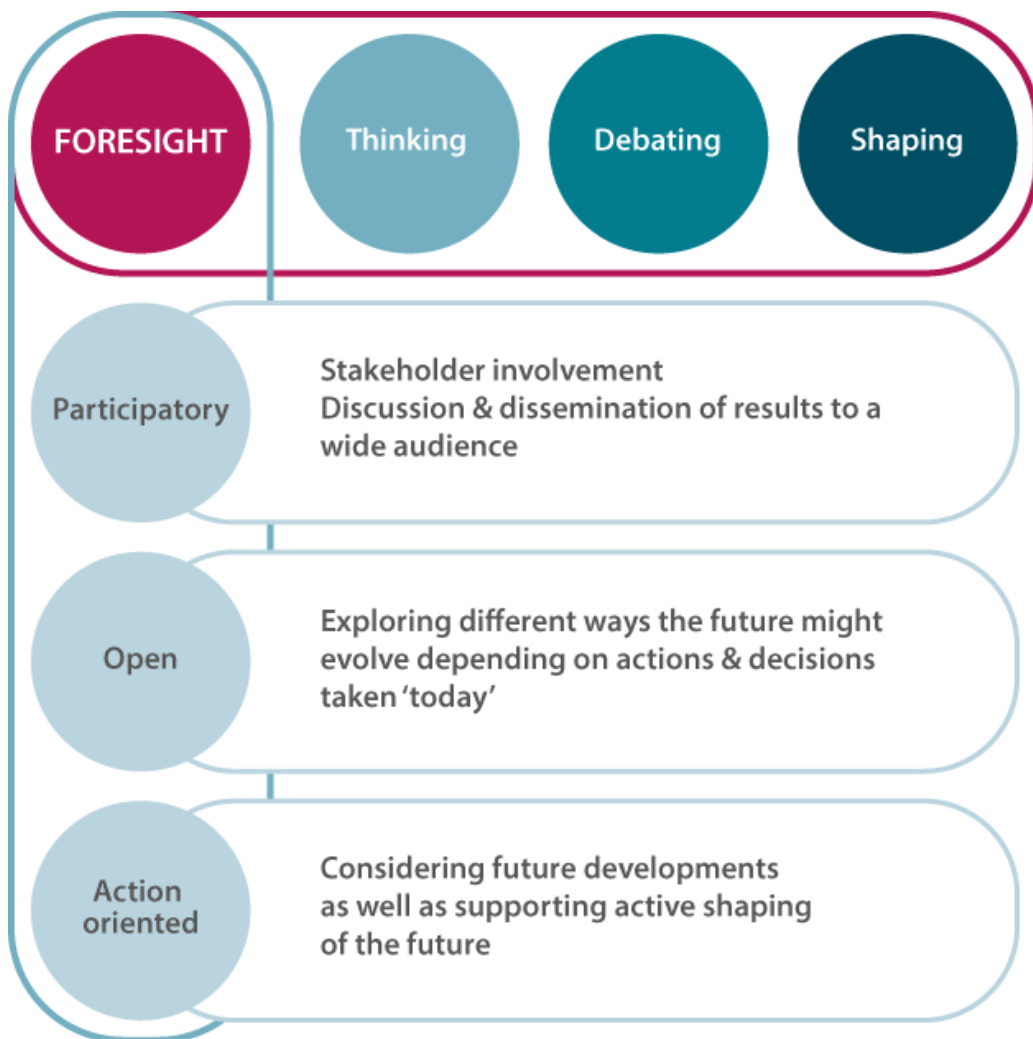 FORESIGHT
Thinking
Debating
Shaping
Participatory
Stakeholder involvement
Discussion & dissemination of results to a
wide audience
Open
Exploring different ways the future might
evolve depending on actions & decisions
taken ‘today’
Action
oriented
Considering future developments
as well as supporting active shaping
of the future